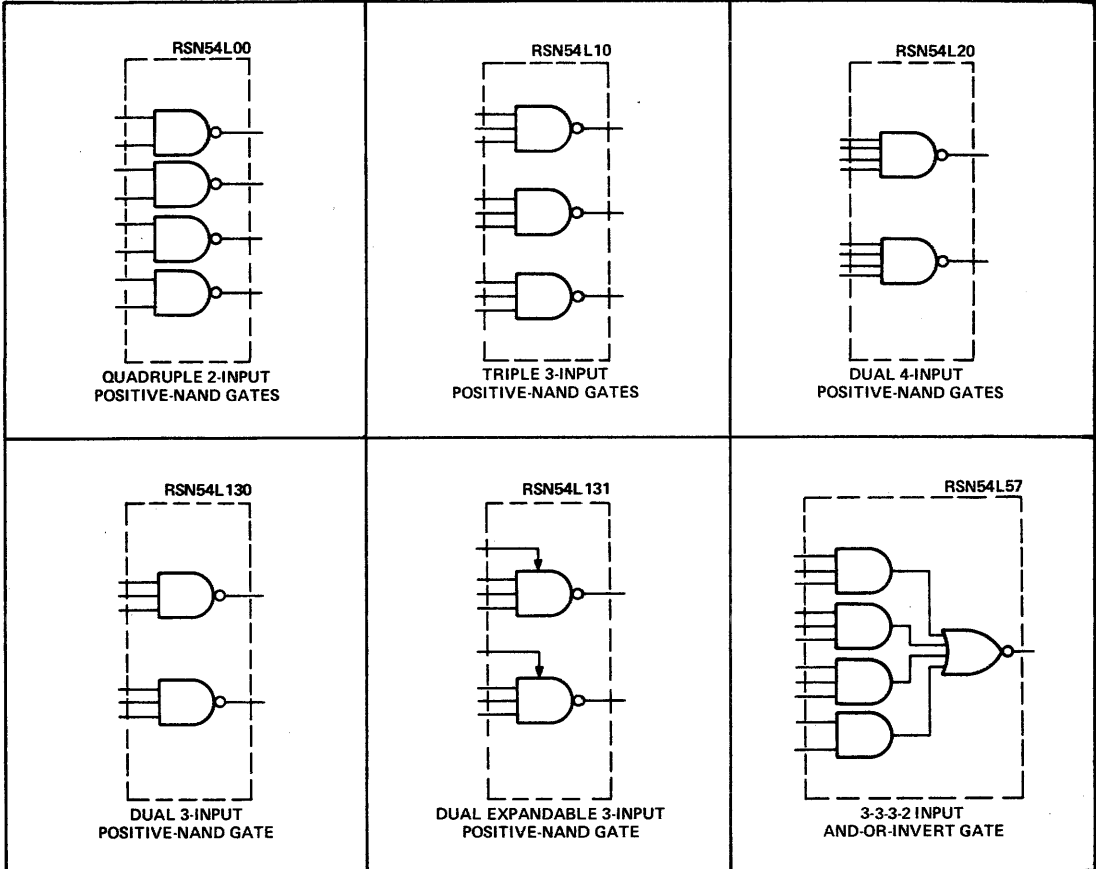 RSN54L00
QUADRUPLE 2-INPUT
POSITIVE-NAND GATES
RSN54L10
TRIPLE 3-INPUT
POSITIVE-NAND GATES
RSN54L20
DUAL 4-INPUT
POSITIVE-NAND GATES
RSN54L130
DUAL 3-INPUT
POSITIVE-NAND GATE
RSN54L131
DUAL EXPANDABLE 3-INPUT
POSITIVE-NAND GATE
RSN54L57
3-3-3-2 INPUT
AND-OR-INVERT GATE